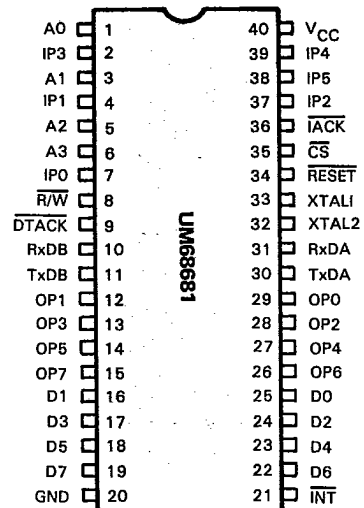 A0 1 40 VCC
IP3 2 39 IP4
A1 3 38 IP5
IP1 4 37 IP2
A2 5 36 IACK
A3 6 35 CS
IP0 7 34 RESET
R/W 8 33 XTALI
DTACK 9 32 XTAL2
RxDB 10 31 RxDA
TxDB 11 30 TxDA
OP1 12 29 OP0
OP3 13 28 OP2
OP5 14 27 OP4
OP7 15 26 OP6
D1 16 25 D0
D3 17 24 D2
D5 18 23 D4
D7 19 22 D6
GND 20 21 INT
UM68681